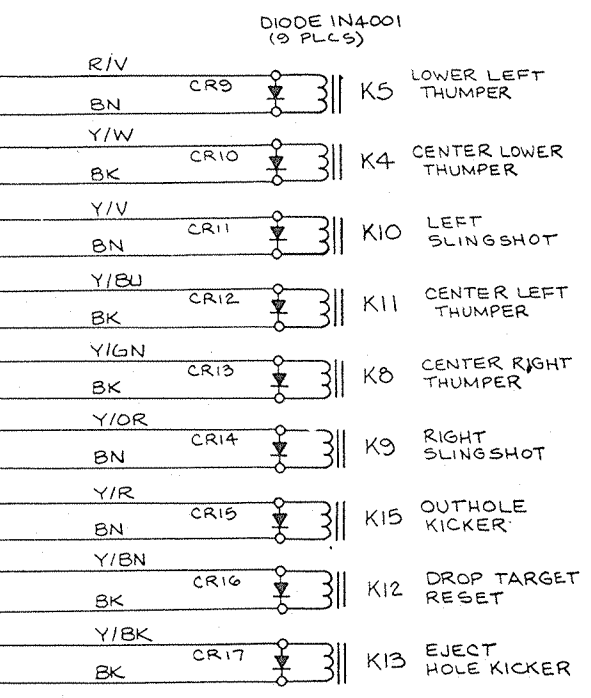 DIODE IN4001
(9 PLCS)
R/V
CR9
BN
K5
LOWER LEFT
THUMPER
Y/W
CR10
BK
K4
CENTER LOWER
THUMPER
Y/V
CR11
BN
K10
LEFT
SLINGSHOT
Y/BU
CR12
BK
K11
CENTER LEFT
THUMPER
Y/GN
CR13
BK
K8
CENTER RIGHT
THUMPER
Y/OR
CR14
BN
K9
RIGHT
SLINGSHOT
Y/R
CR15
BN
K15
OUTHOLE
KICKER
Y/BN
CR16
BK
K12
DROP TARGET
RESET
Y/BK
CR17
BK
K13
EJECT
HOLE KICKER